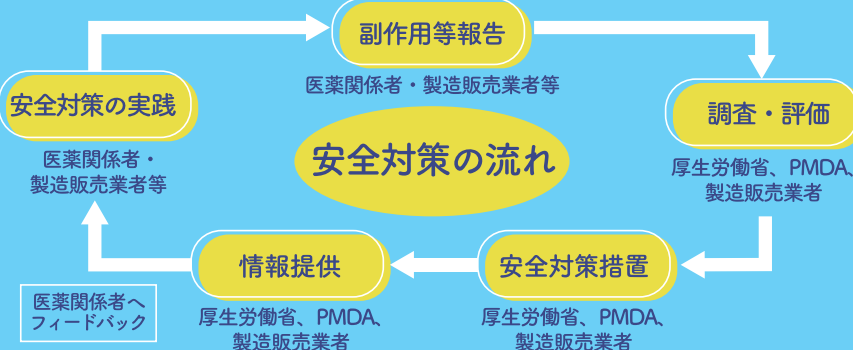 副作用等報告
医薬関係者・製造販売業者等
調査・評価
厚生労働省、PMDA、
製造販売業者
安全対策措置
厚生労働省、PMDA、
製造販売業者
情報提供
厚生労働省、PMDA、
製造販売業者
医薬関係者へ
フィードバック
安全対策の実践
医薬関係者・
製造販売業者等
安全対策の流れ